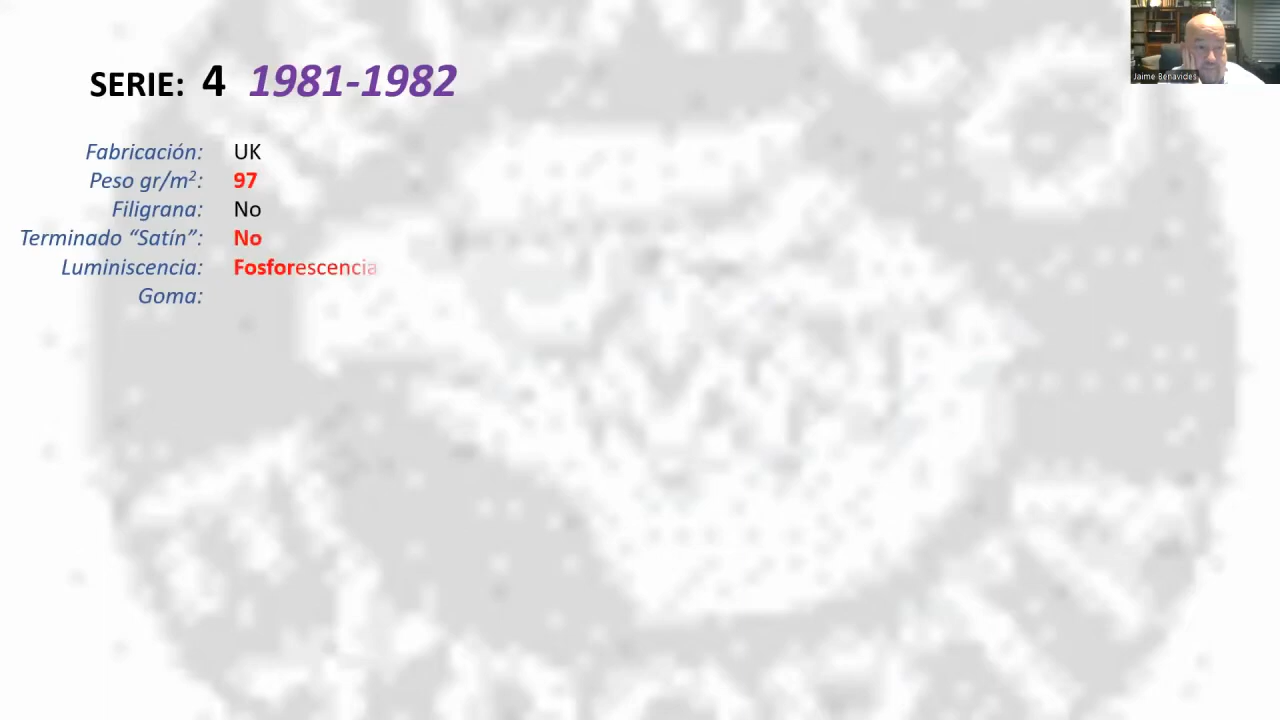 SERIE: 4 1981-1982
Fabricación: UK
Peso gr/m²: 97
Filigrana: No
Terminado “Satín”: No
Luminiscencia: Fosforescencia
Goma:
Jaime Benavides